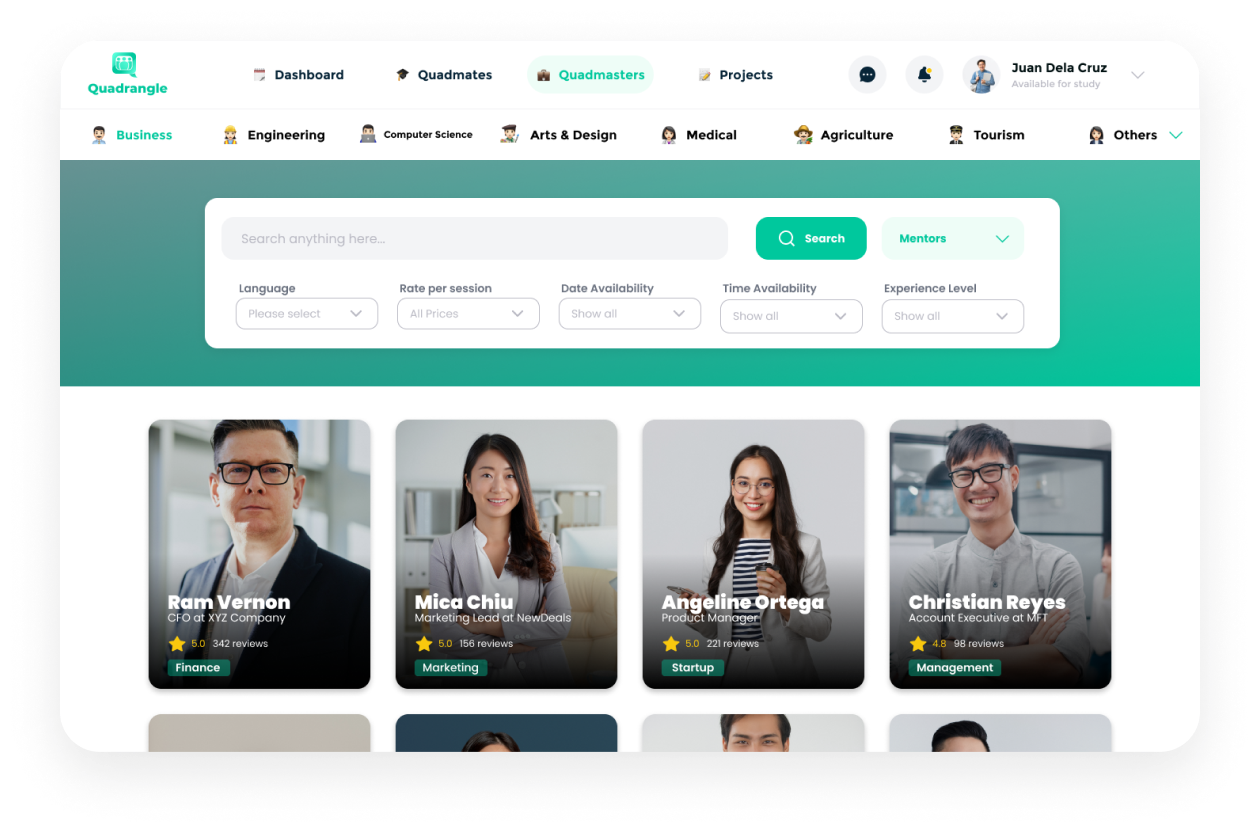 Quadrangle
Dashboard
Quadmates
Quadmasters
Projects
Juan Dela Cruz
Available for study
Business
Engineering
Computer Science
Arts & Design
Medical
Agriculture
Tourism
Others
Search anything here...
Search
Mentors
Language
Rate per session
Date Availability
Time Availability
Experience Level
Please select
All Prices
Show all
Show all
Show all
Ram Vernon
CFO at XYZ Company
5.0 342 reviews
Finance
Mica Chiu
Marketing Lead at NewDeals
5.0 156 reviews
Marketing
Angeline Ortega
Product Manager
5.0 221 reviews
Startup
Christian Reyes
Account Executive at MFT
4.8 98 reviews
Management